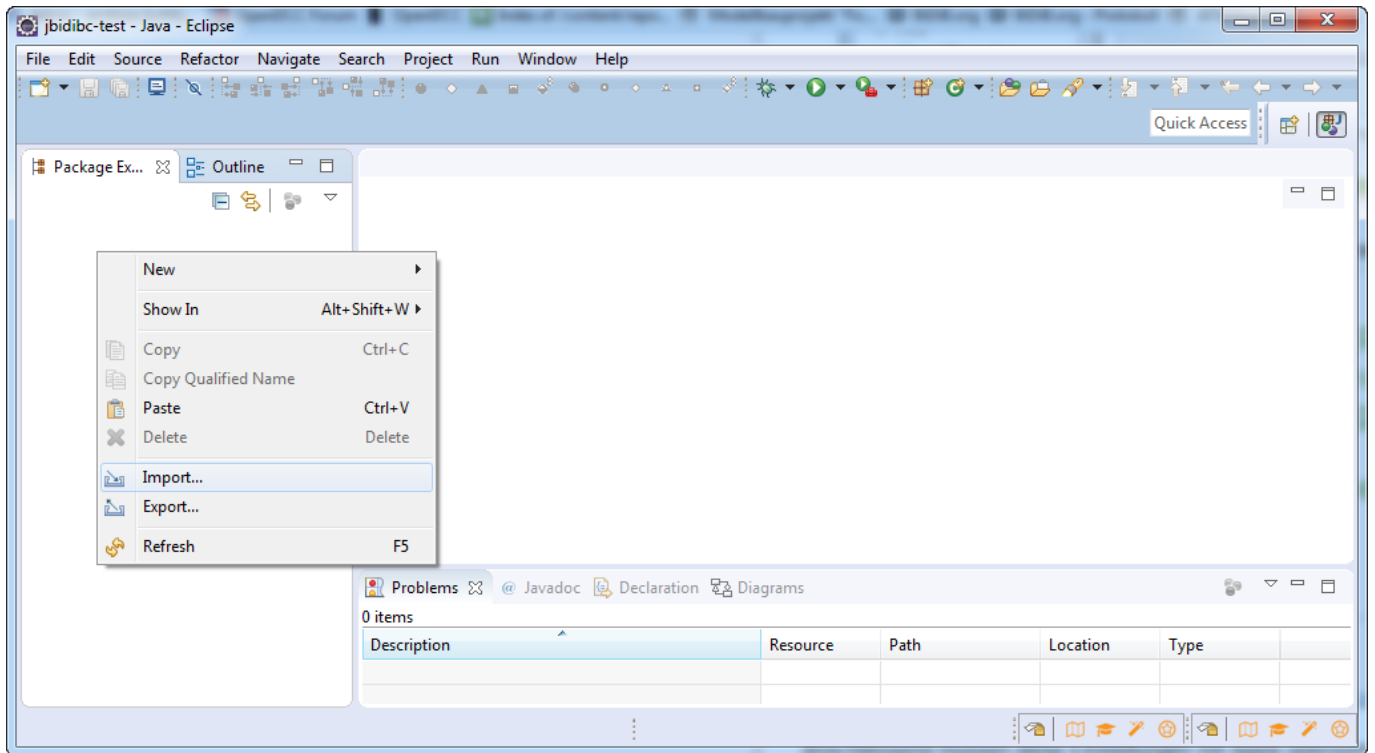 jbidibc-test - Java - Eclipse
File Edit Source Refactor Navigate Search Project Run Window Help
Quick Access
Package Ex... Outline
New
Show In Alt+Shift+W
Copy Ctrl+C
Copy Qualified Name
Paste Ctrl+V
Delete Delete
Import...
Export...
Refresh F5
Problems @ Javadoc Declaration Diagrams
0 items
Description Resource Path Location Type